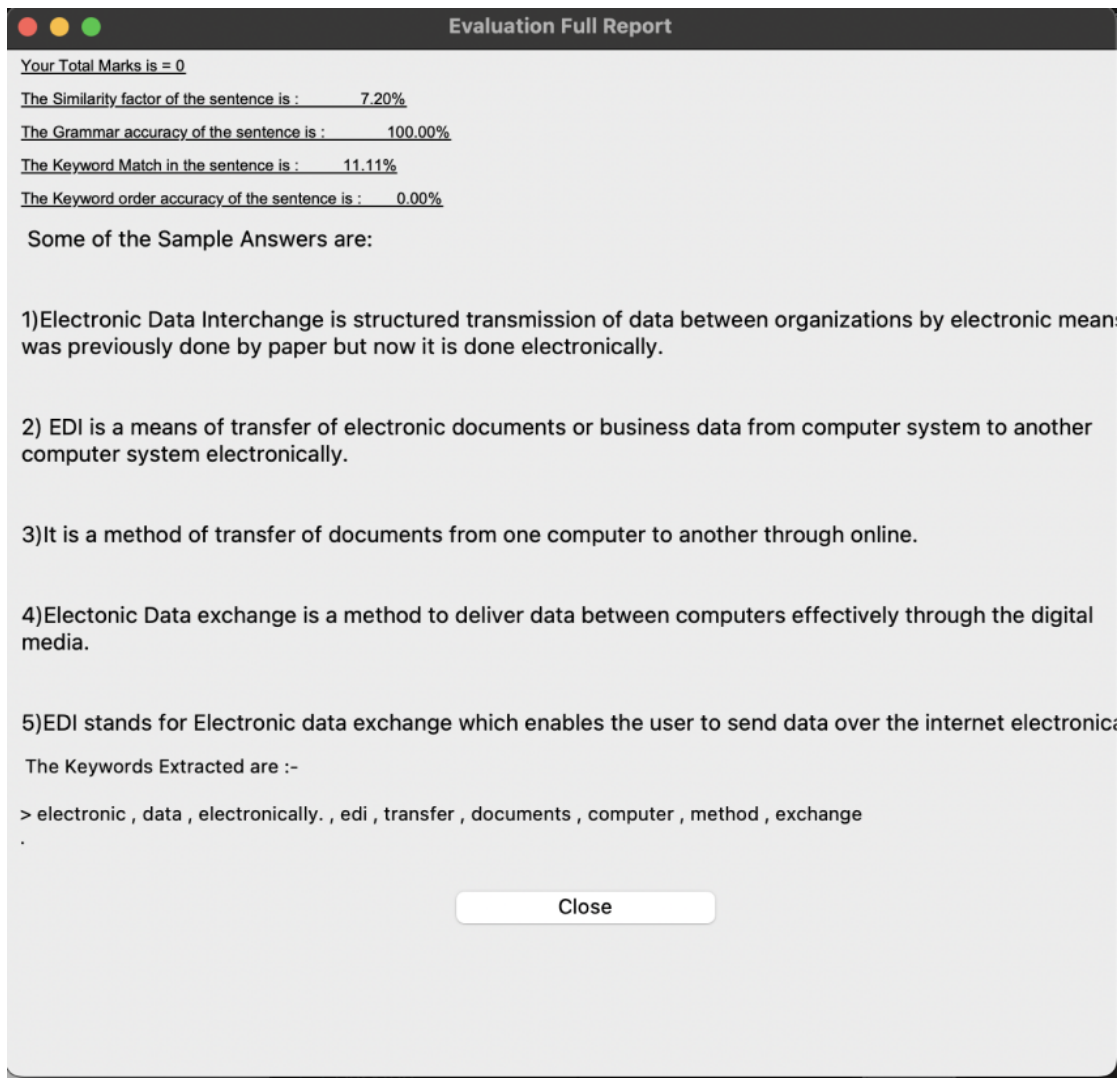 Evaluation Full Report
Your Total Marks is = 0
The Similarity factor of the sentence is : 7.20%
The Grammar accuracy of the sentence is : 100.00%
The Keyword Match in the sentence is : 11.11%
The Keyword order accuracy of the sentence is : 0.00%
Some of the Sample Answers are:
1)Electronic Data Interchange is structured transmission of data between organizations by electronic
was previously done by paper but now it is done electronically.
2) EDI is a means of transfer of electronic documents or business data from computer system to another
computer system electronically.
3)It is a method of transfer of documents from one computer to another through online.
4)Electonic Data exchange is a method to deliver data between computers effectively through the digital
media.
5)EDI stands for Electronic data exchange which enables the user to send data over the internet
The Keywords Extracted are :-
> electronic , data , electronically. , edi , transfer , documents , computer , method , exchange
.
Close